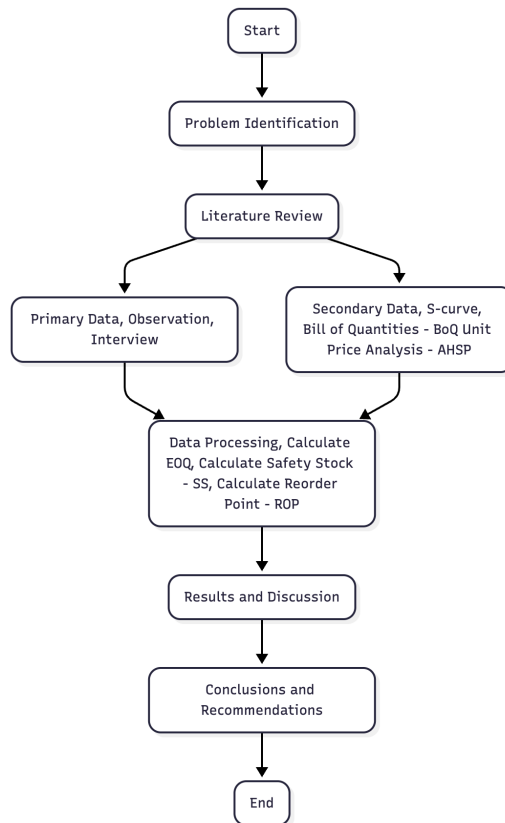 Start
Problem Identification
Literature Review
Primary Data, Observation,
Interview
Secondary Data, S-curve,
Bill of Quantities - BoQ Unit
Price Analysis - AHSP
Data Processing, Calculate
EOQ, Calculate Safety Stock
- SS, Calculate Reorder
Point - ROP
Results and Discussion
Conclusions and
Recommendations
End